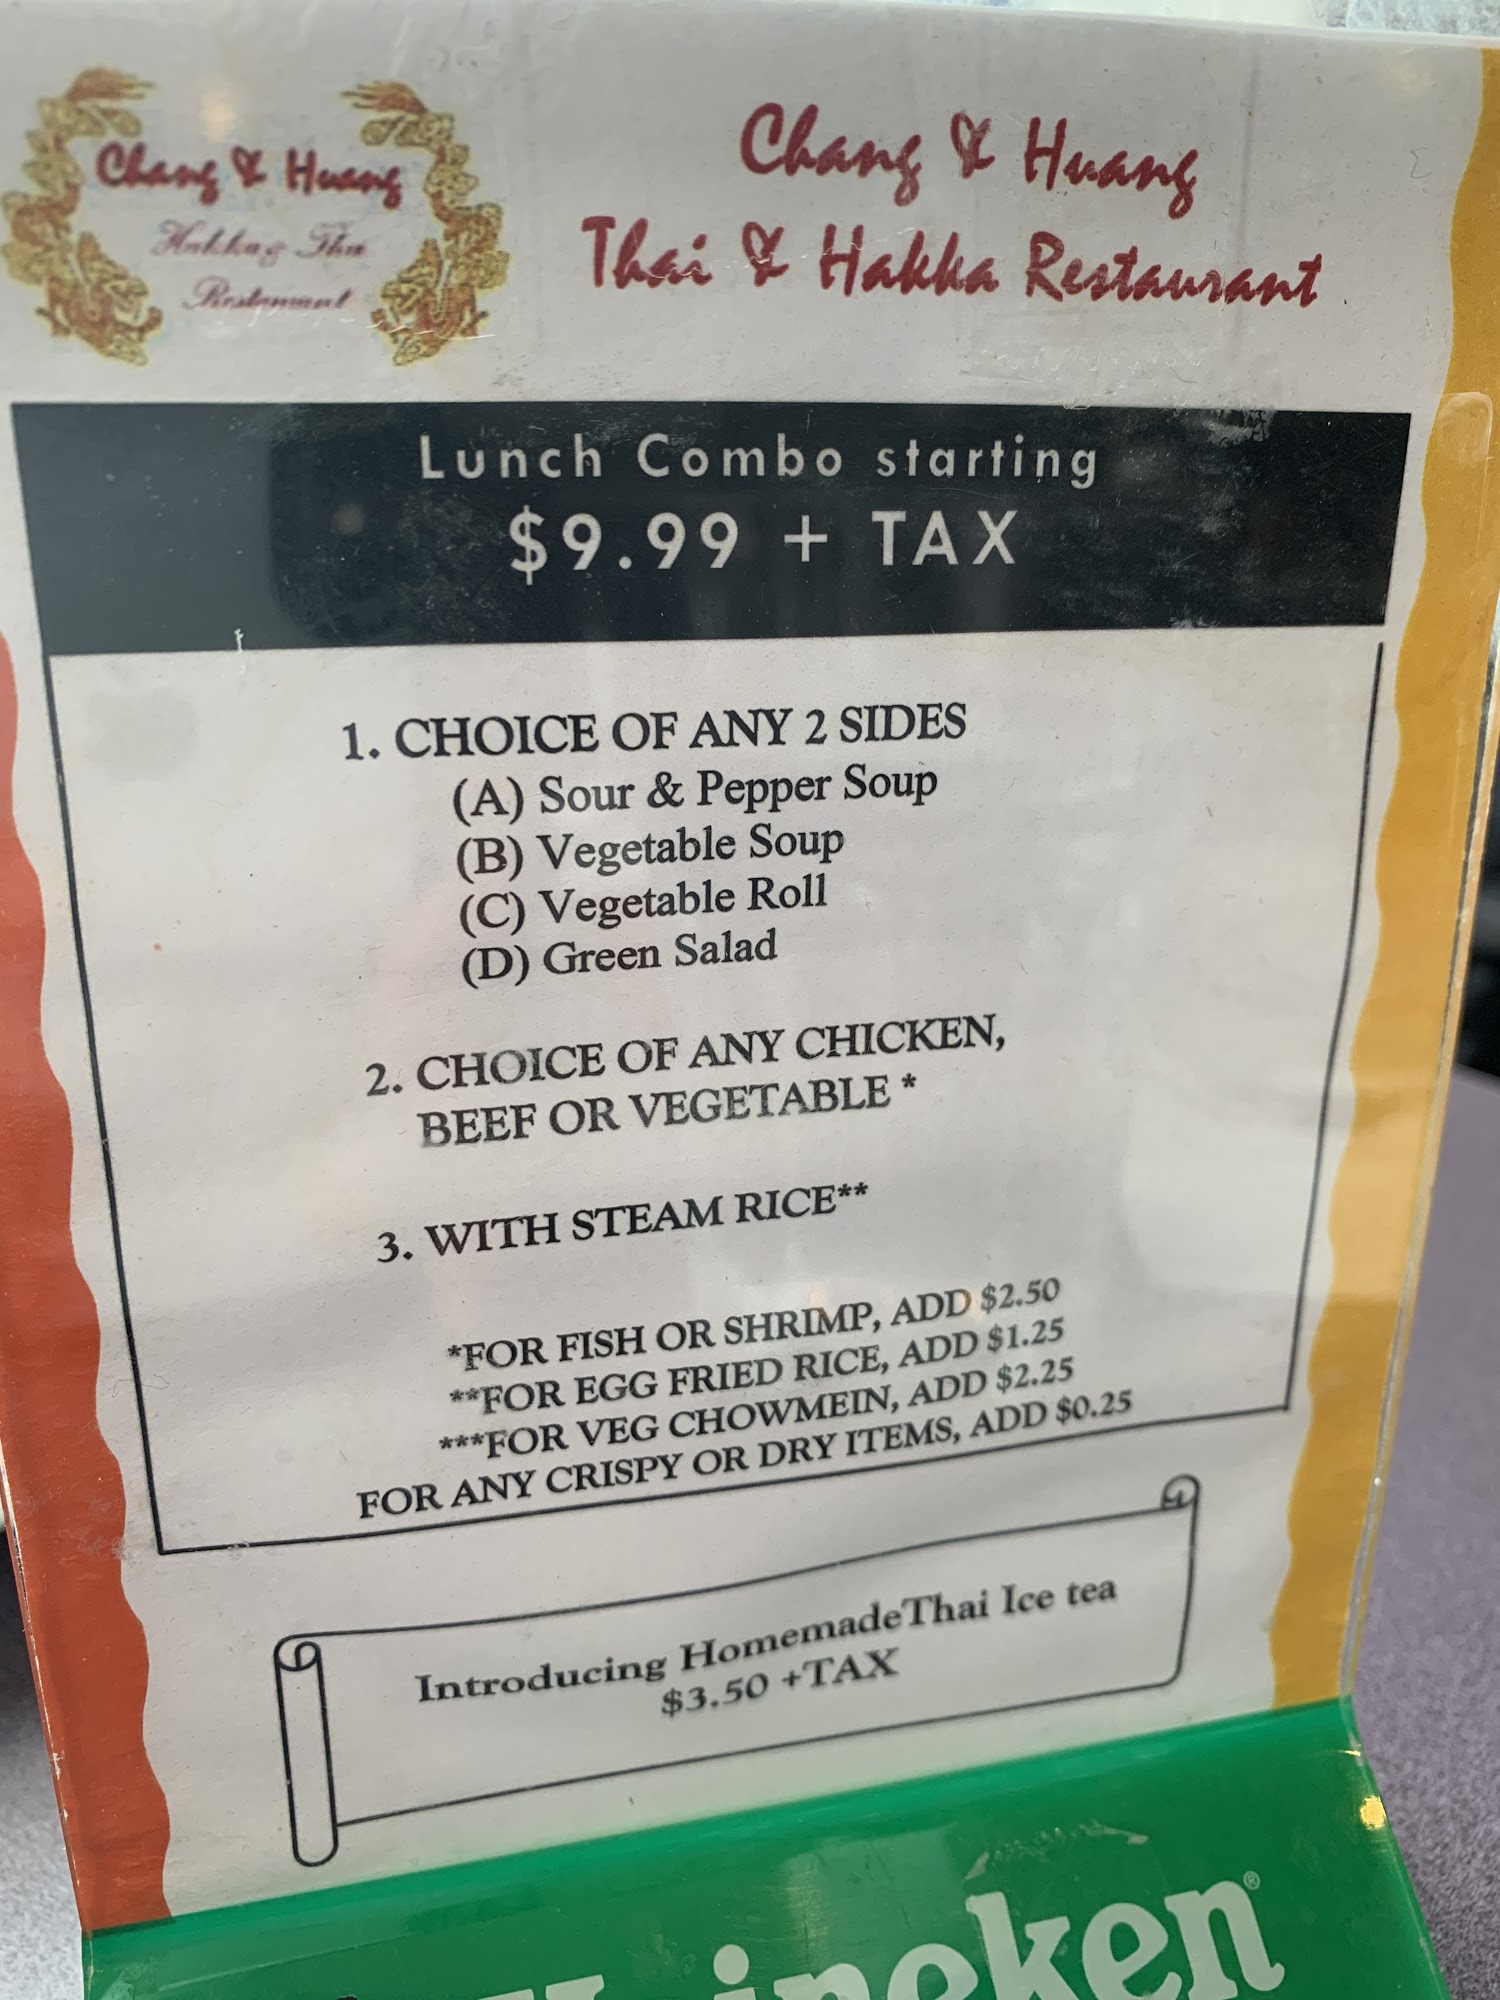 Chang & Huang
Hakka & Thai
Restaurant
Chang & Huang
Thai & Hakka Restaurant
Lunch Combo starting
$9.99 + TAX
1. CHOICE OF ANY 2 SIDES
(A) Sour & Pepper Soup
(B) Vegetable Soup
(C) Vegetable Roll
(D) Green Salad
2. CHOICE OF ANY CHICKEN,
BEEF OR VEGETABLE *
3. WITH STEAM RICE**
*FOR FISH OR SHRIMP, ADD $2.50
**FOR EGG FRIED RICE, ADD $1.25
***FOR VEG CHOWMEIN, ADD $2.25
FOR ANY CRISPY OR DRY ITEMS, ADD $0.25
Introducing HomemadeThai Ice tea
$3.50 +TAX
Heineken®